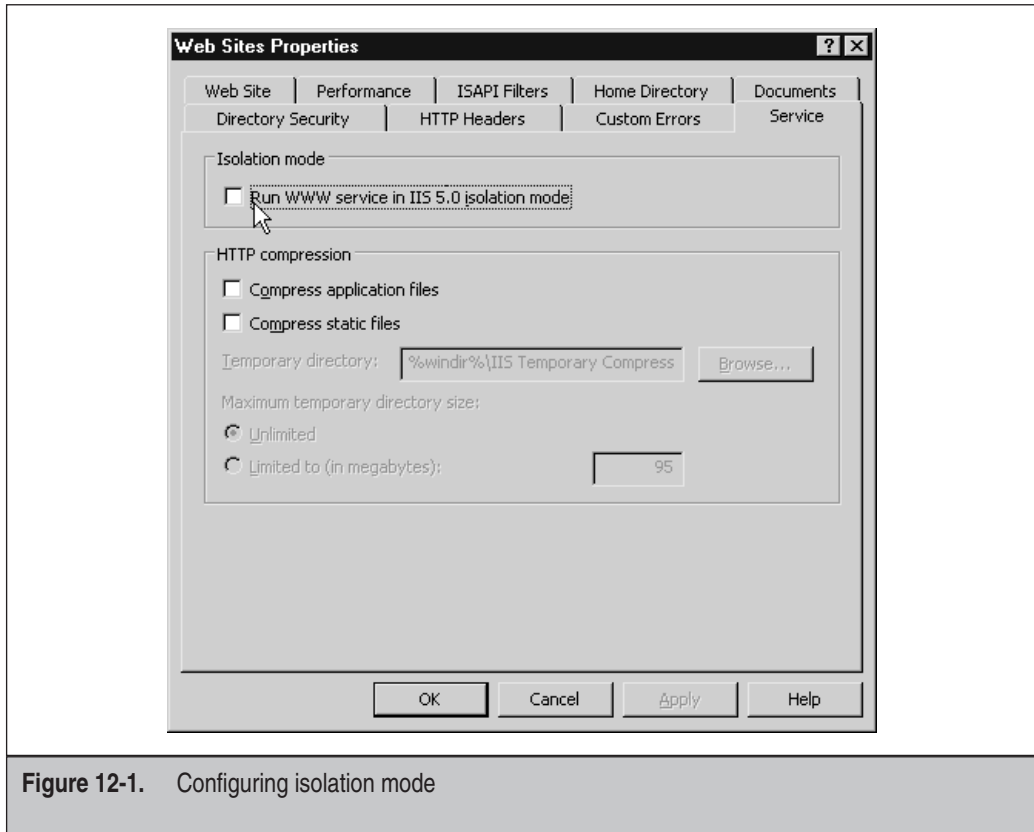 Web Sites Properties
Web Site Performance ISAPI Filters Home Directory Documents
Directory Security HTTP Headers Custom Errors Service
Isolation mode
Run WWW service in IIS 5.0 isolation mode
HTTP compression
Compress application files
Compress static files
Temporary directory: %windir%\IIS Temporary Compress Browse...
Maximum temporary directory size:
Unlimited
Limited to (in megabytes): 95
OK Cancel Apply Help
Figure 12-1. Configuring isolation mode